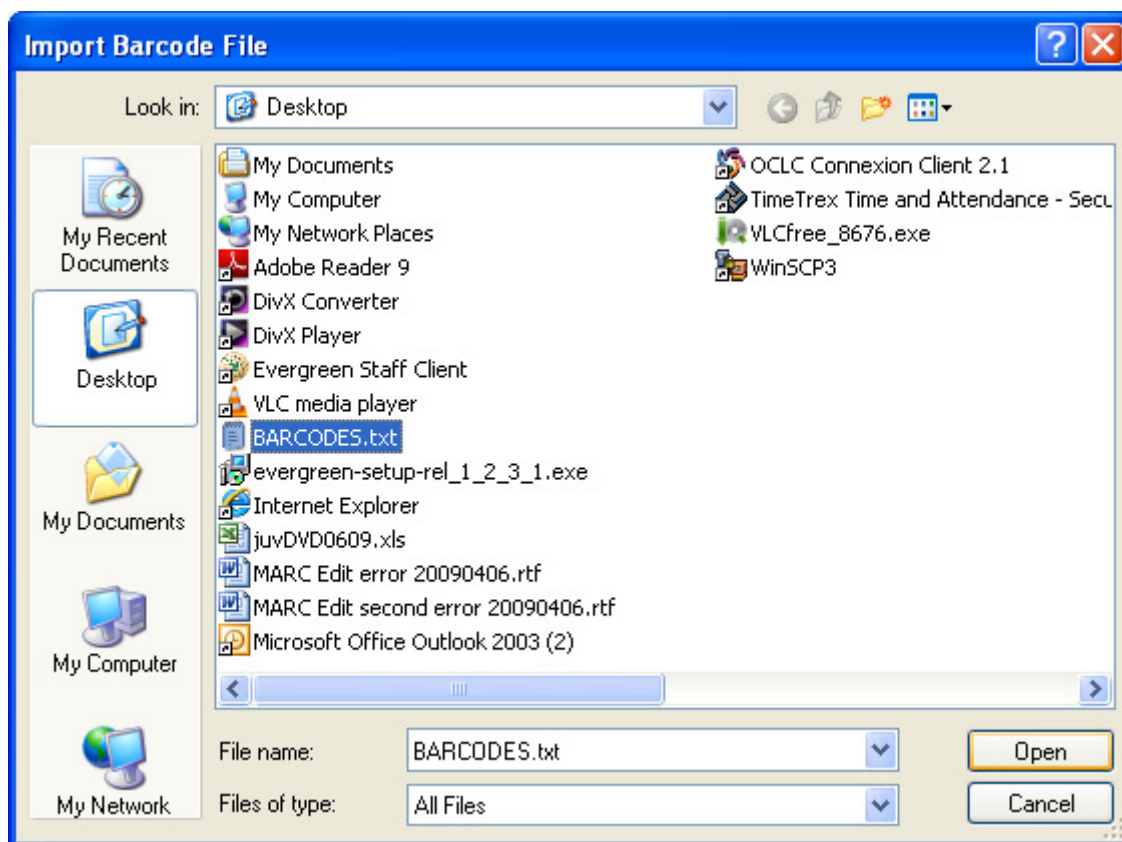 Import Barcode File
Look in:
Desktop
My Recent
Documents
Desktop
My Documents
My Computer
My Network
My Documents
My Computer
My Network Places
Adobe Reader 9
DivX Converter
DivX Player
Evergreen Staff Client
VLC media player
BARCODES.txt
evergreen-setup-rel_1_2_3_1.exe
Internet Explorer
juvDVD0609.xls
MARC Edit error 20090406.rtf
MARC Edit second error 20090406.rtf
Microsoft Office Outlook 2003 (2)
OCLC Connexion Client 2.1
TimeTrex Time and Attendance - Secu
VLCfree_8676.exe
WinSCP3
File name:
BARCODES.txt
Open
Files of type:
All Files
Cancel